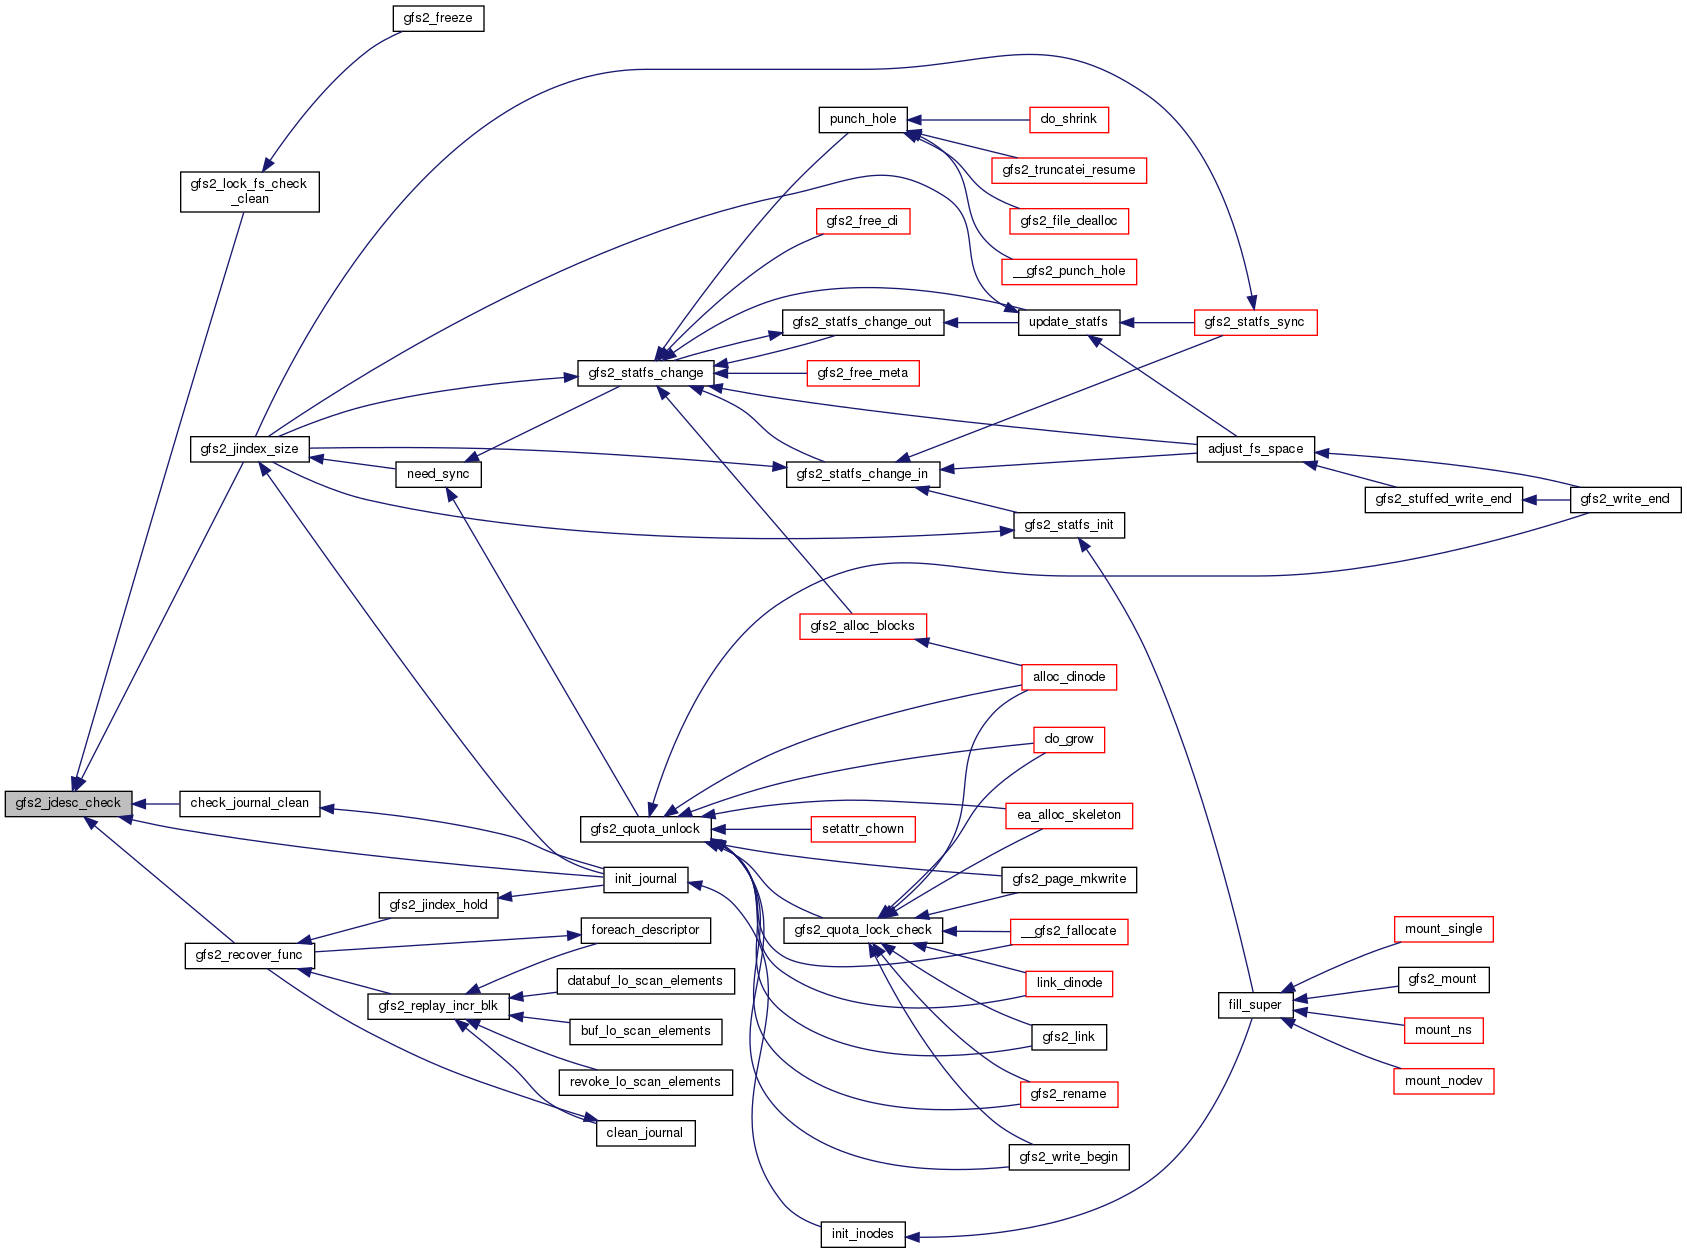 gfs2_freeze
punch_hole
do_shrink
gfs2_truncatei_resume
gfs2_lock_fs_check
_clean
gfs2_free_di
gfs2_file_dealloc
__gfs2_punch_hole
gfs2_statfs_change_out
update_statfs
gfs2_statfs_sync
gfs2_statfs_change
gfs2_free_meta
gfs2_jindex_size
need_sync
gfs2_statfs_change_in
adjust_fs_space
gfs2_stuffed_write_end
gfs2_write_end
gfs2_statfs_init
gfs2_alloc_blocks
alloc_dinode
do_grow
gfs2_jdesc_check
check_journal_clean
gfs2_quota_unlock
setattr_chown
ea_alloc_skeleton
init_journal
gfs2_page_mkwrite
gfs2_jindex_hold
foreach_descriptor
gfs2_quota_lock_check
__gfs2_fallocate
mount_single
gfs2_recover_func
databuf_lo_scan_elements
link_dinode
gfs2_mount
gfs2_replay_incr_blk
fill_super
buf_lo_scan_elements
gfs2_link
mount_ns
revoke_lo_scan_elements
gfs2_rename
mount_nodev
clean_journal
gfs2_write_begin
init_inodes